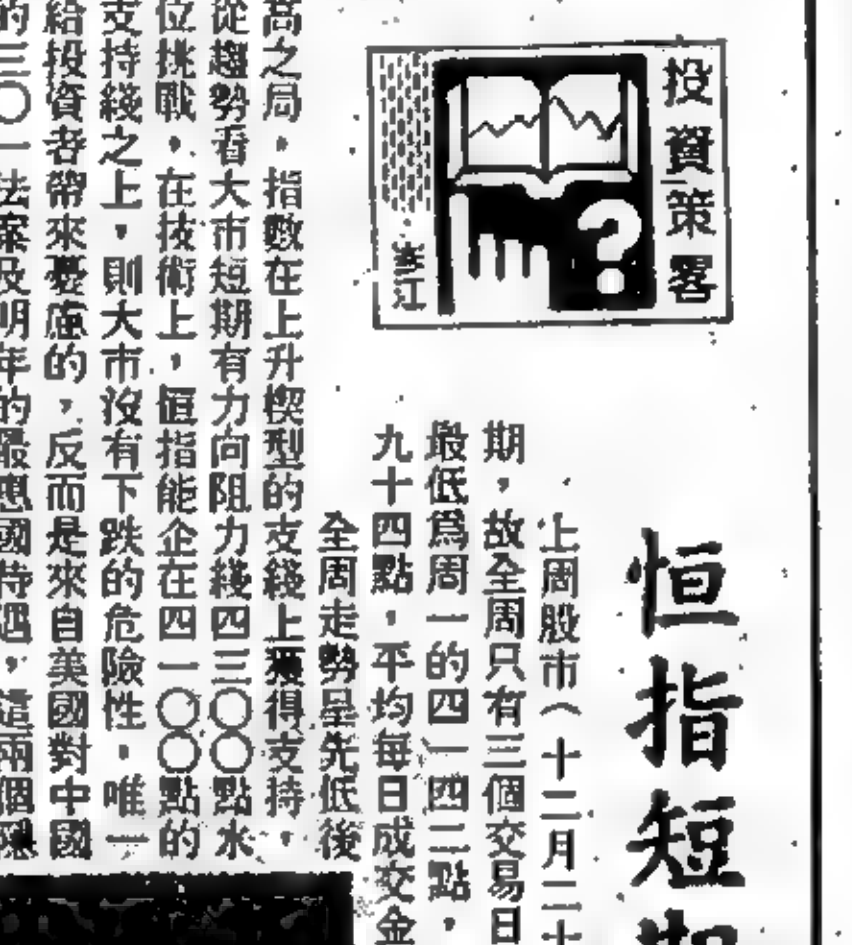 恒指短期
投資策畧
江
上周股市（十二月二十
期，故全周只有三個交易日
最低爲周一的四一四二點，
九十四點，平均每日成交金
全周走勢呈先低後
高之局，指數在上升楔型的支綫上獲得支持，
從趨勢看大市短期有力向阻力綫四三〇〇點水
位挑戰，在技術上，恒指能企在四一〇〇點的
支持綫之上，則大市沒有下跌的危險性，唯一
給投資者帶來憂慮的，反而是來自美國對中國
的三〇一法案及明年的最惠國待遇，這兩個隱